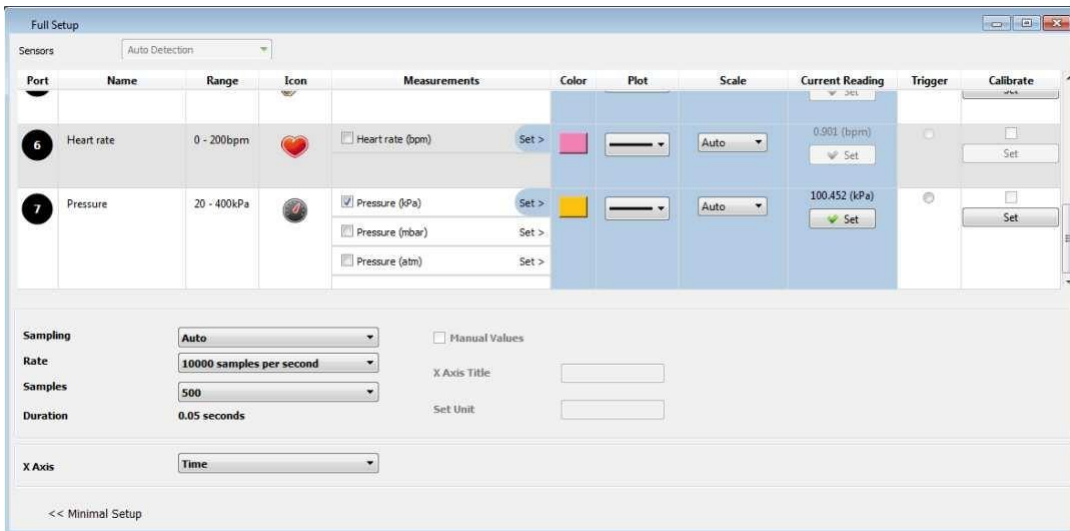 Full Setup
Sensors Auto Detection
Port Name Range Icon Measurements Color Plot Scale Current Reading Trigger Calibrate
Set Set
6 Heart rate 0 - 200bpm Heart rate (bpm) Set > Auto 0.901 (bpm)
Set Set
7 Pressure 20 - 400kPa Pressure (kPa) Set > Auto 100.452 (kPa)
Set Set
Pressure (mbar) Set >
Pressure (atm) Set >
Sampling Auto Manual Values
Rate 10000 samples per second
X Axis Title
Samples 500
Duration 0.05 seconds Set Unit
X Axis Time
<< Minimal Setup